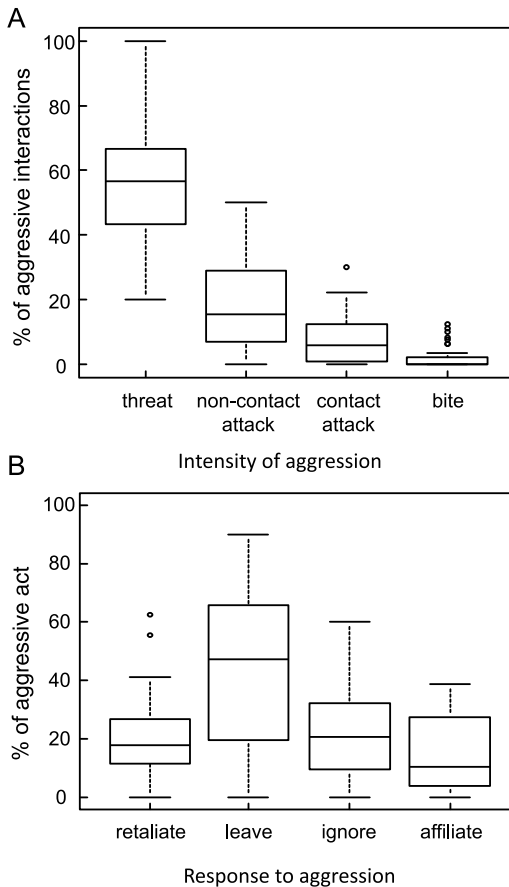 A
% of aggressive interactions
100
80
60
40
20
0
threat non-contact attack contact attack bite
Intensity of aggression
B
% of aggressive act
100
80
60
40
20
0
retaliate leave ignore affiliate
Response to aggression